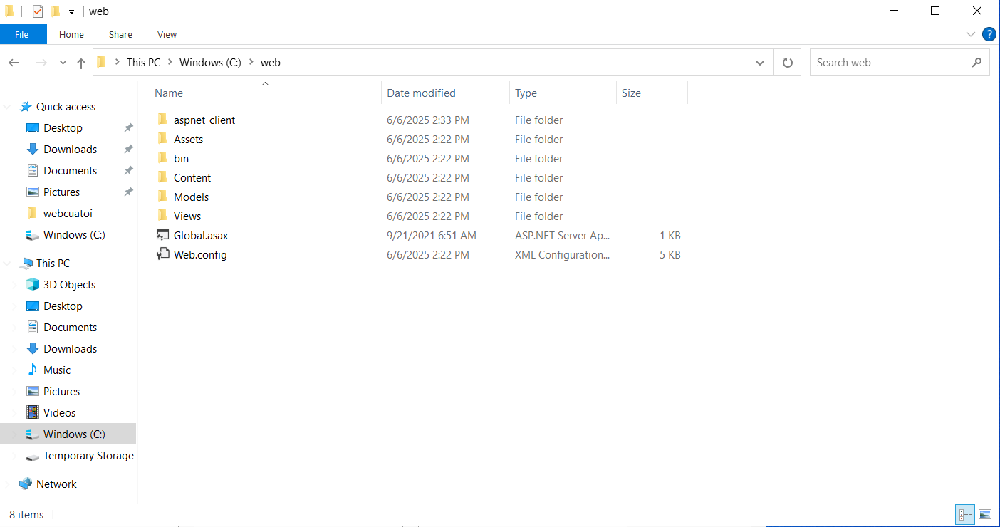 web
File Home Share View
?
This PC Windows (C:) web
Search web
Name Date modified Type Size
Quick access
Desktop
Downloads
Documents
Pictures
webcuatoi
Windows (C:)
This PC
3D Objects
Desktop
Documents
Downloads
Music
Pictures
Videos
Windows (C:)
Temporary Storage
Network
aspnet_client 6/6/2025 2:33 PM File folder
Assets 6/6/2025 2:22 PM File folder
bin 6/6/2025 2:22 PM File folder
Content 6/6/2025 2:22 PM File folder
Models 6/6/2025 2:22 PM File folder
Views 6/6/2025 2:22 PM File folder
Global.asax 9/21/2021 6:51 AM ASP.NET Server Ap... 1 KB
Web.config 6/6/2025 2:22 PM XML Configuration... 5 KB
8 items